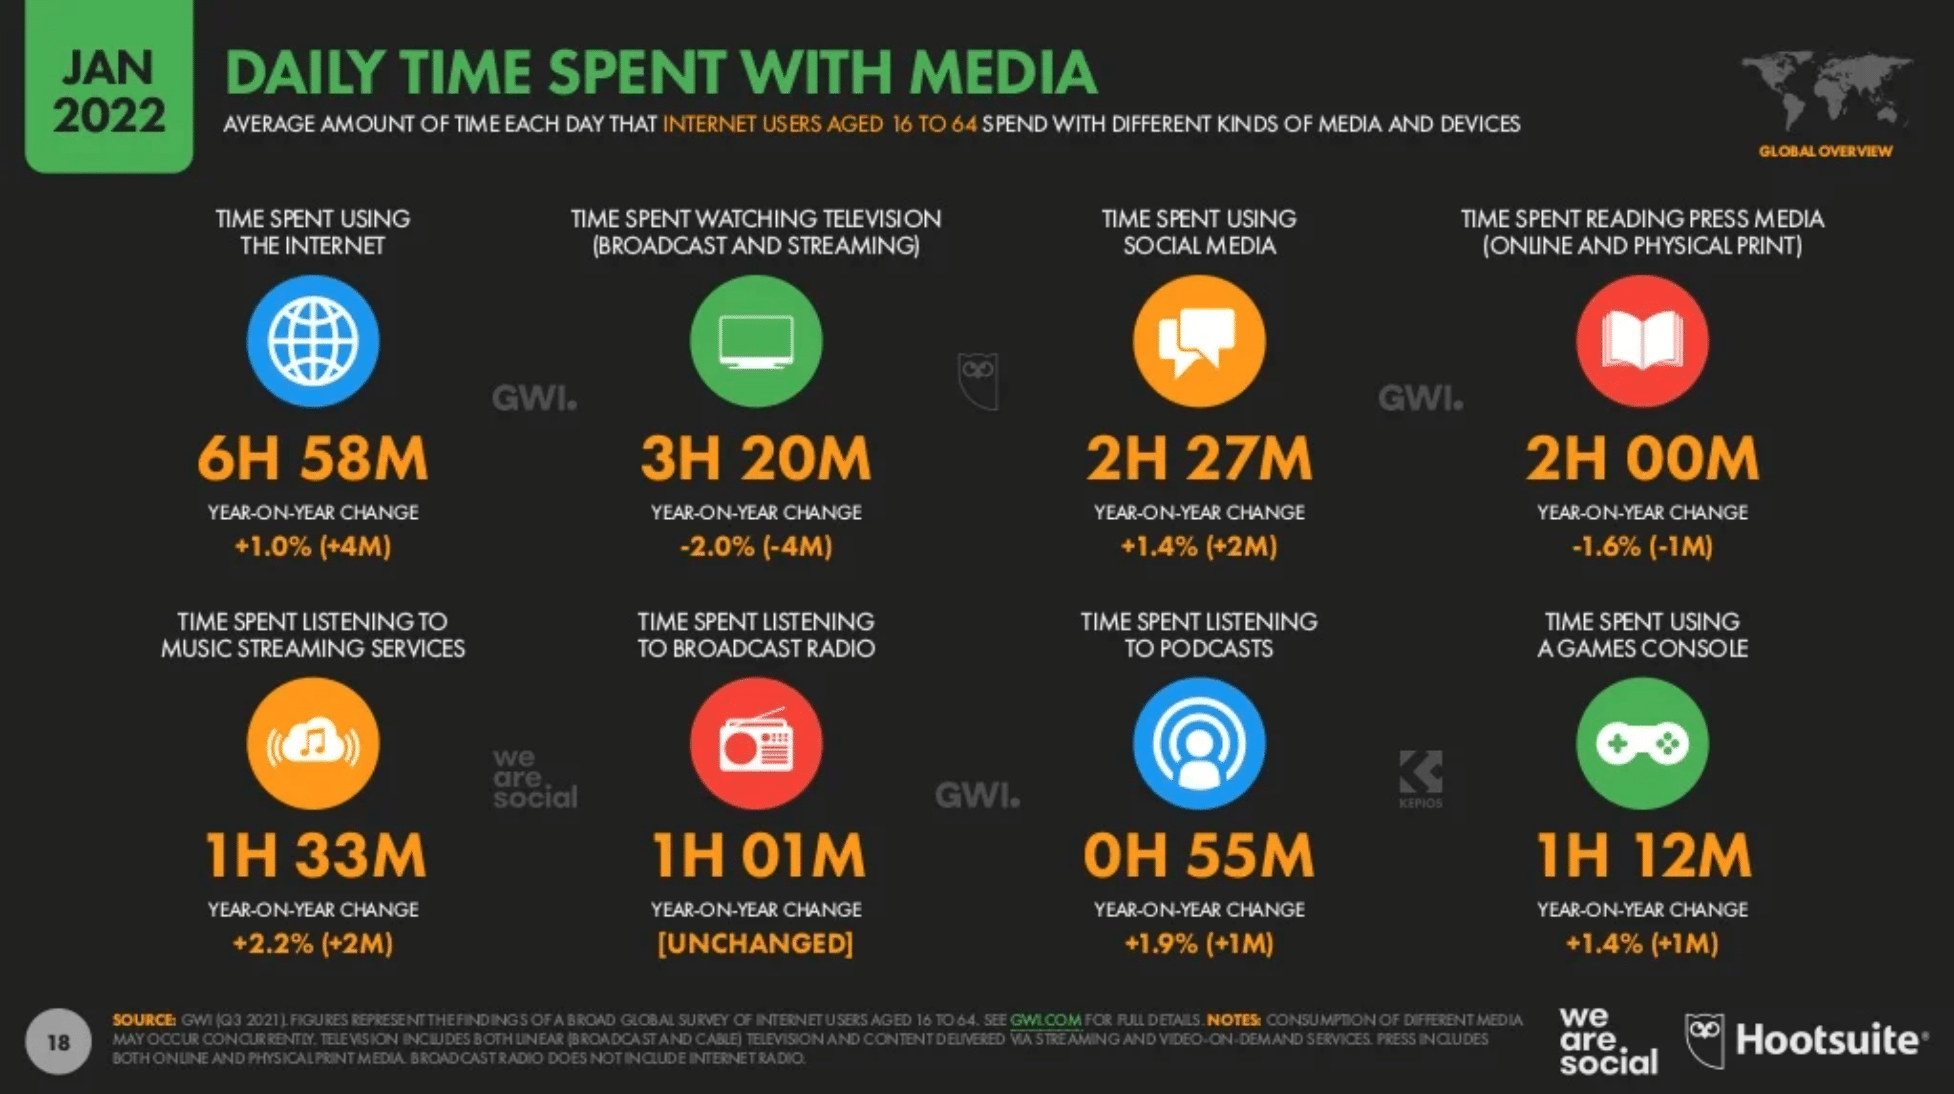 JAN
2022
DAILY TIME SPENT WITH MEDIA
AVERAGE AMOUNT OF TIME EACH DAY THAT INTERNET USERS AGED 16 TO 64 SPEND WITH DIFFERENT KINDS OF MEDIA AND DEVICES
GLOBAL OVERVIEW
TIME SPENT USING
THE INTERNET
6H 58M
YEAR-ON-YEAR CHANGE
+1.0% (+4M)
TIME SPENT WATCHING TELEVISION
(BROADCAST AND STREAMING)
3H 20M
YEAR-ON-YEAR CHANGE
-2.0% (-4M)
TIME SPENT USING
SOCIAL MEDIA
2H 27M
YEAR-ON-YEAR CHANGE
+1.4% (+2M)
TIME SPENT READING PRESS MEDIA
(ONLINE AND PHYSICAL PRINT)
2H 00M
YEAR-ON-YEAR CHANGE
-1.6% (-1M)
GWI.
GWI.
TIME SPENT LISTENING TO
MUSIC STREAMING SERVICES
1H 33M
YEAR-ON-YEAR CHANGE
+2.2% (+2M)
TIME SPENT LISTENING
TO BROADCAST RADIO
1H 01M
YEAR-ON-YEAR CHANGE
[UNCHANGED]
TIME SPENT LISTENING
TO PODCASTS
0H 55M
YEAR-ON-YEAR CHANGE
+1.9% (+1M)
TIME SPENT USING
A GAMES CONSOLE
1H 12M
YEAR-ON-YEAR CHANGE
+1.4% (+1M)
we
are
social
GWI.
KEPIOS
18
SOURCE: GWI (Q3 2021). FIGURES REPRESENT THE FINDINGS OF A BROAD GLOBAL SURVEY OF INTERNET USERS AGED 16 TO 64. SEE GWI.COM FOR FULL DETAILS. NOTES: CONSUMPTION OF DIFFERENT MEDIA
MAY OCCUR CONCURRENTLY. TELEVISION INCLUDES BOTH LINEAR (BROADCAST AND CABLE) TELEVISION AND CONTENT DELIVERED VIA STREAMING AND VIDEO-ON-DEMAND SERVICES. PRESS INCLUDES
BOTH ONLINE AND PHYSICAL PRINT MEDIA. BROADCAST RADIO DOES NOT INCLUDE INTERNET RADIO.
we
are
social
Hootsuite®